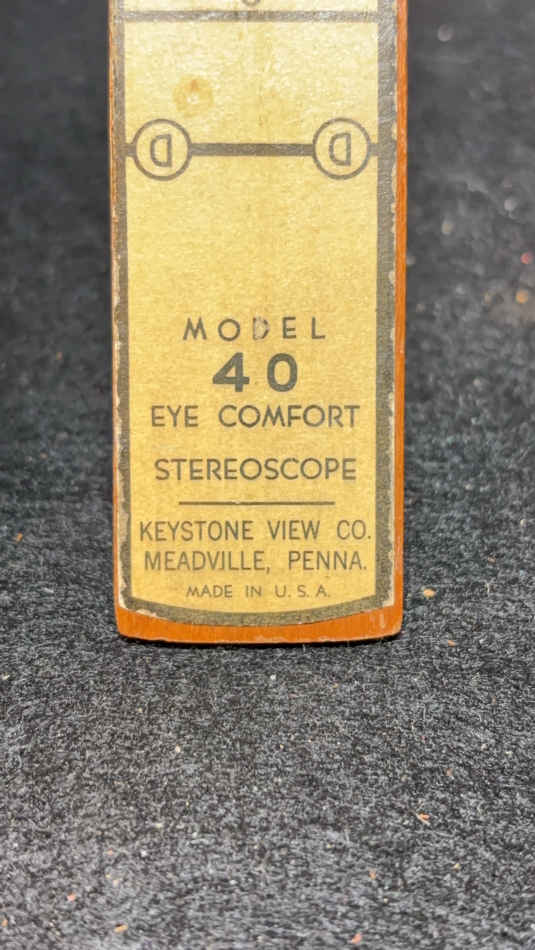 D D
MODEL
40
EYE COMFORT
STEREOSCOPE
KEYSTONE VIEW CO.
MEADVILLE, PENNA.
MADE IN U.S.A.